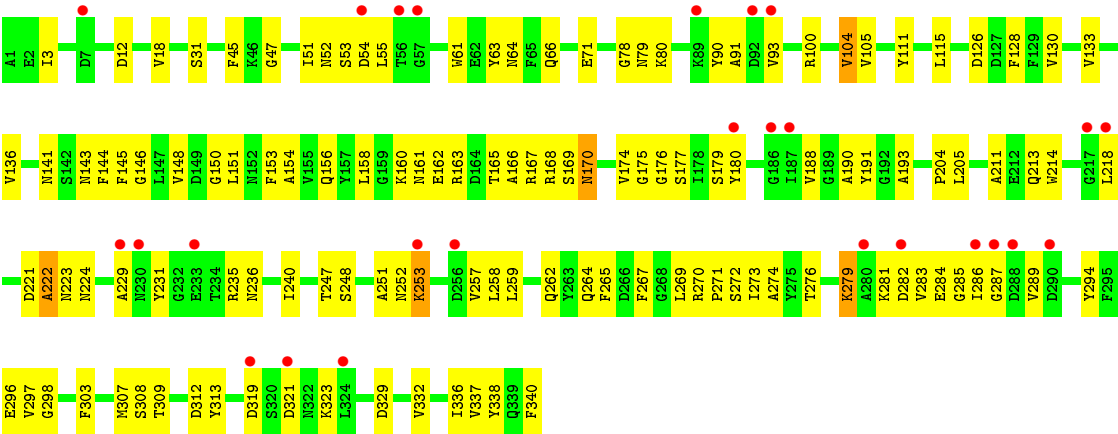 A1 E2 I3 D7 D12 V18 S31 F45 K46 G47 I51 N52 S53 D54 L55 T56 G57 W61 E62 Y63 N64 F65 Q66 E71 G78 N79 K80 K89 Y90 A91 D92 V93 R100 V104 V105 Y111 L115 D126 D127 F128 F129 V130 V133
V136 N141 S142 N143 F144 F145 G146 L147 V148 D149 G150 L151 N152 F153 A154 V155 Q156 Y157 L158 G159 K160 N161 E162 R163 D164 T165 A166 R167 R168 S169 N170 V174 G175 G176 S177 I178 S179 Y180 G186 I187 V188 G189 A190 Y191 G192 A193 P204 L205 A211 E212 Q213 W214 G217 L218
D221 A222 N223 N224 A229 N230 Y231 G232 E233 T234 R235 N236 I240 T247 S248 A251 N252 K253 D256 V257 L258 L259 Q262 Y263 Q264 F265 D266 F267 G268 L269 R270 P271 S272 I273 A274 Y275 T276 K279 A280 K281 D282 V283 E284 G285 I286 G287 D288 V289 D290 Y294 F295
E296 V297 G298 F303 M307 S308 T309 D312 Y313 D319 S320 D321 N322 K323 L324 D329 V332 I336 V337 Y338 Q339 F340